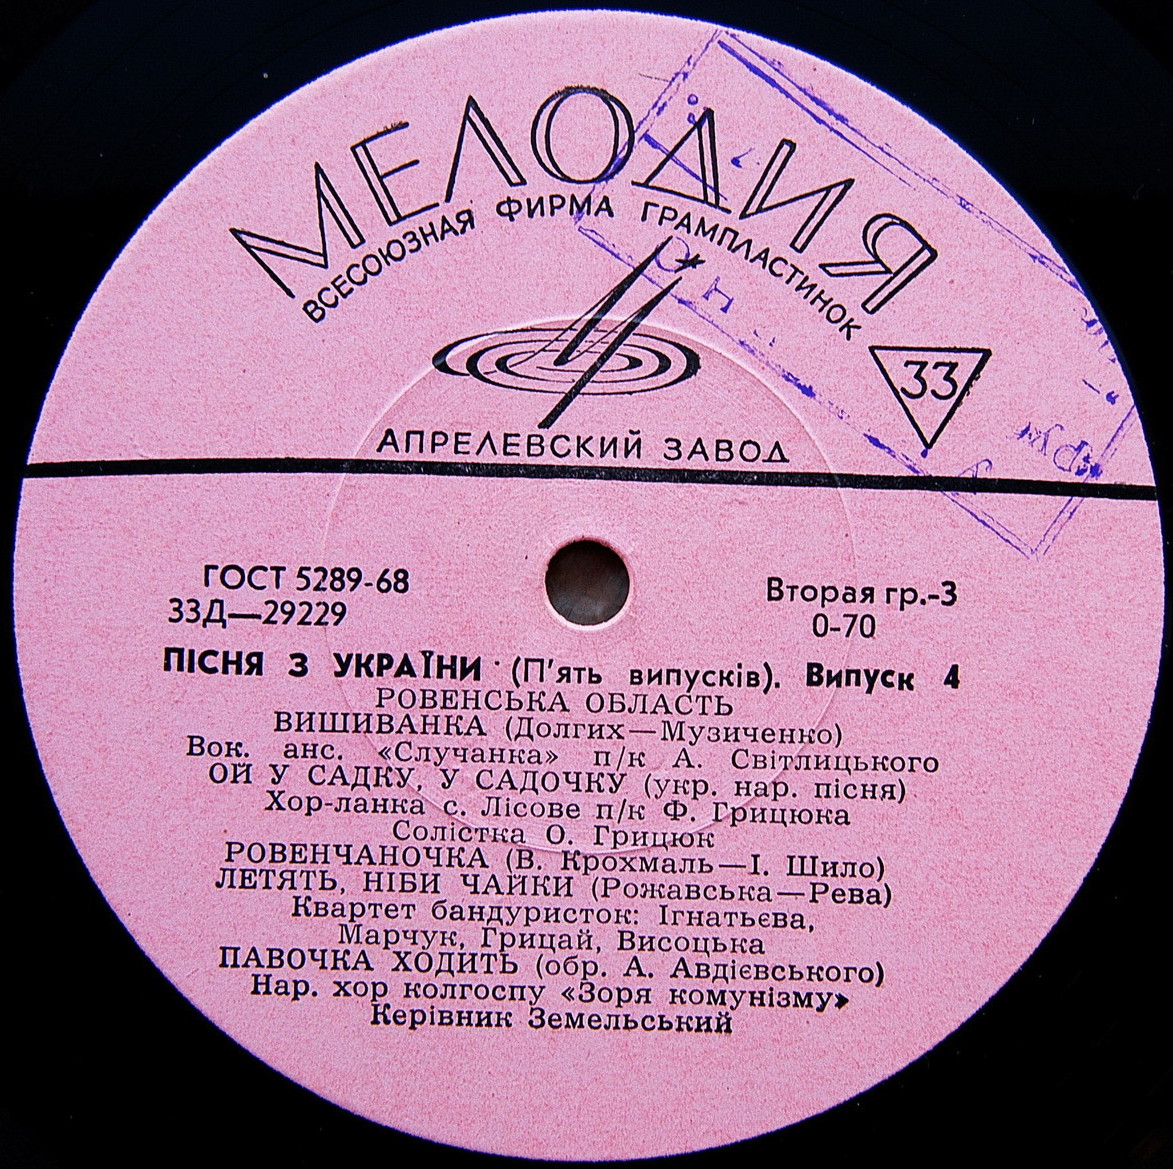 МЕЛОДИЯ
ВСЕСОЮЗНАЯ ФИРМА ГРАМПЛАСТИНОК
33
АПРЕЛЕВСКИЙ ЗАВОД
ГОСТ 5289-68
33Д—29229
Вторая гр.-3
0-70
ПІСНЯ З УКРАЇНИ (П'ять випусків). Випуск 4
РОВЕНСЬКА ОБЛАСТЬ
ВИШИВАНКА (Долгих—Музиченко)
Вок. анс. «Случанка» п/к А. Світлицького
ОЙ У САДКУ, У САДОЧКУ (укр. нар. пісня)
Хор-ланка с. Лісове п/к Ф. Грицюка
Солістка О. Грицюк
РОВЕНЧАНОЧКА (В. Крохмаль—І. Шило)
ЛЕТЯТЬ, НІБИ ЧАЙКИ (Рожавська—Рева)
Квартет бандуристок: Ігнатьєва,
Марчук, Грицай, Височька
ПАВОЧКА ХОДИТЬ (обр. А. Авдієвського)
Нар. хор колгоспу «Зоря комунізму»
Керівник Земельський